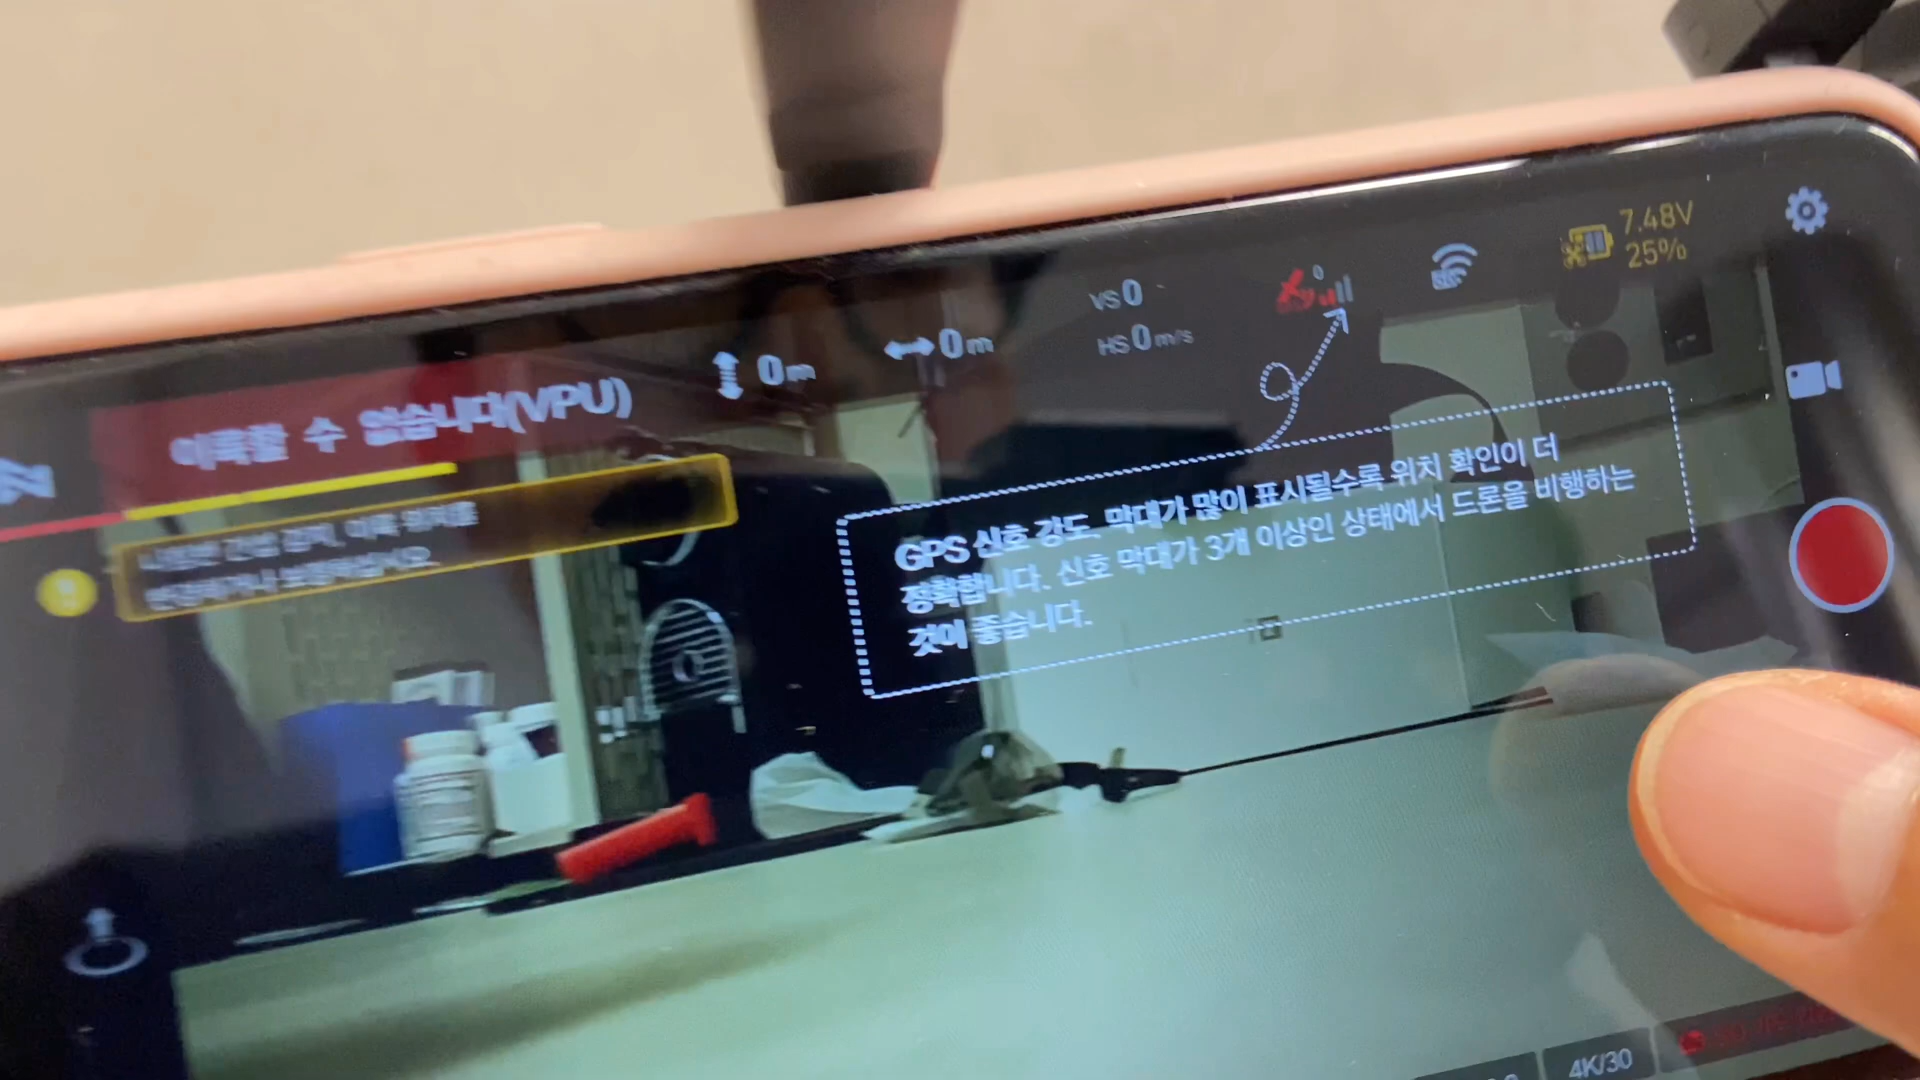 이륙할 수 없습니다(VPU)
0m
0m
VS 0
HS 0 m/s
0
7.48V
25%
GPS 신호 강도. 막대가 많이 표시될수록 위치 확인이 더
정확합니다. 신호 막대가 3개 이상인 상태에서 드론을 비행하는
것이 좋습니다.
4K/30